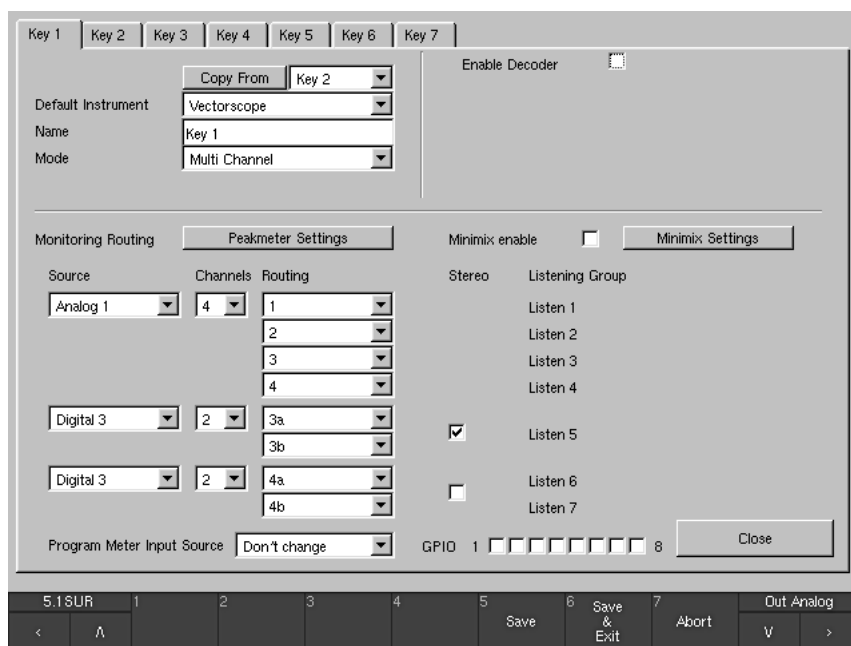 Key 1 Key 2 Key 3 Key 4 Key 5 Key 6 Key 7
Copy From Key 2 Enable Decoder
Default Instrument Vectorscope
Name Key 1
Mode Multi Channel
Monitoring Routing Peakmeter Settings Minimix enable Minimix Settings
Source Channels Routing Stereo Listening Group
Analog 1 4 1 Listen 1
2 Listen 2
3 Listen 3
4 Listen 4
Digital 3 2 3a Listen 5
3b
Digital 3 2 4a Listen 6
4b Listen 7
Program Meter Input Source Don't change GPIO 1 8 Close
5.1SUR 1 2 3 4 5 Save 6 Save & Exit 7 Abort Out Analog
< Λ V >